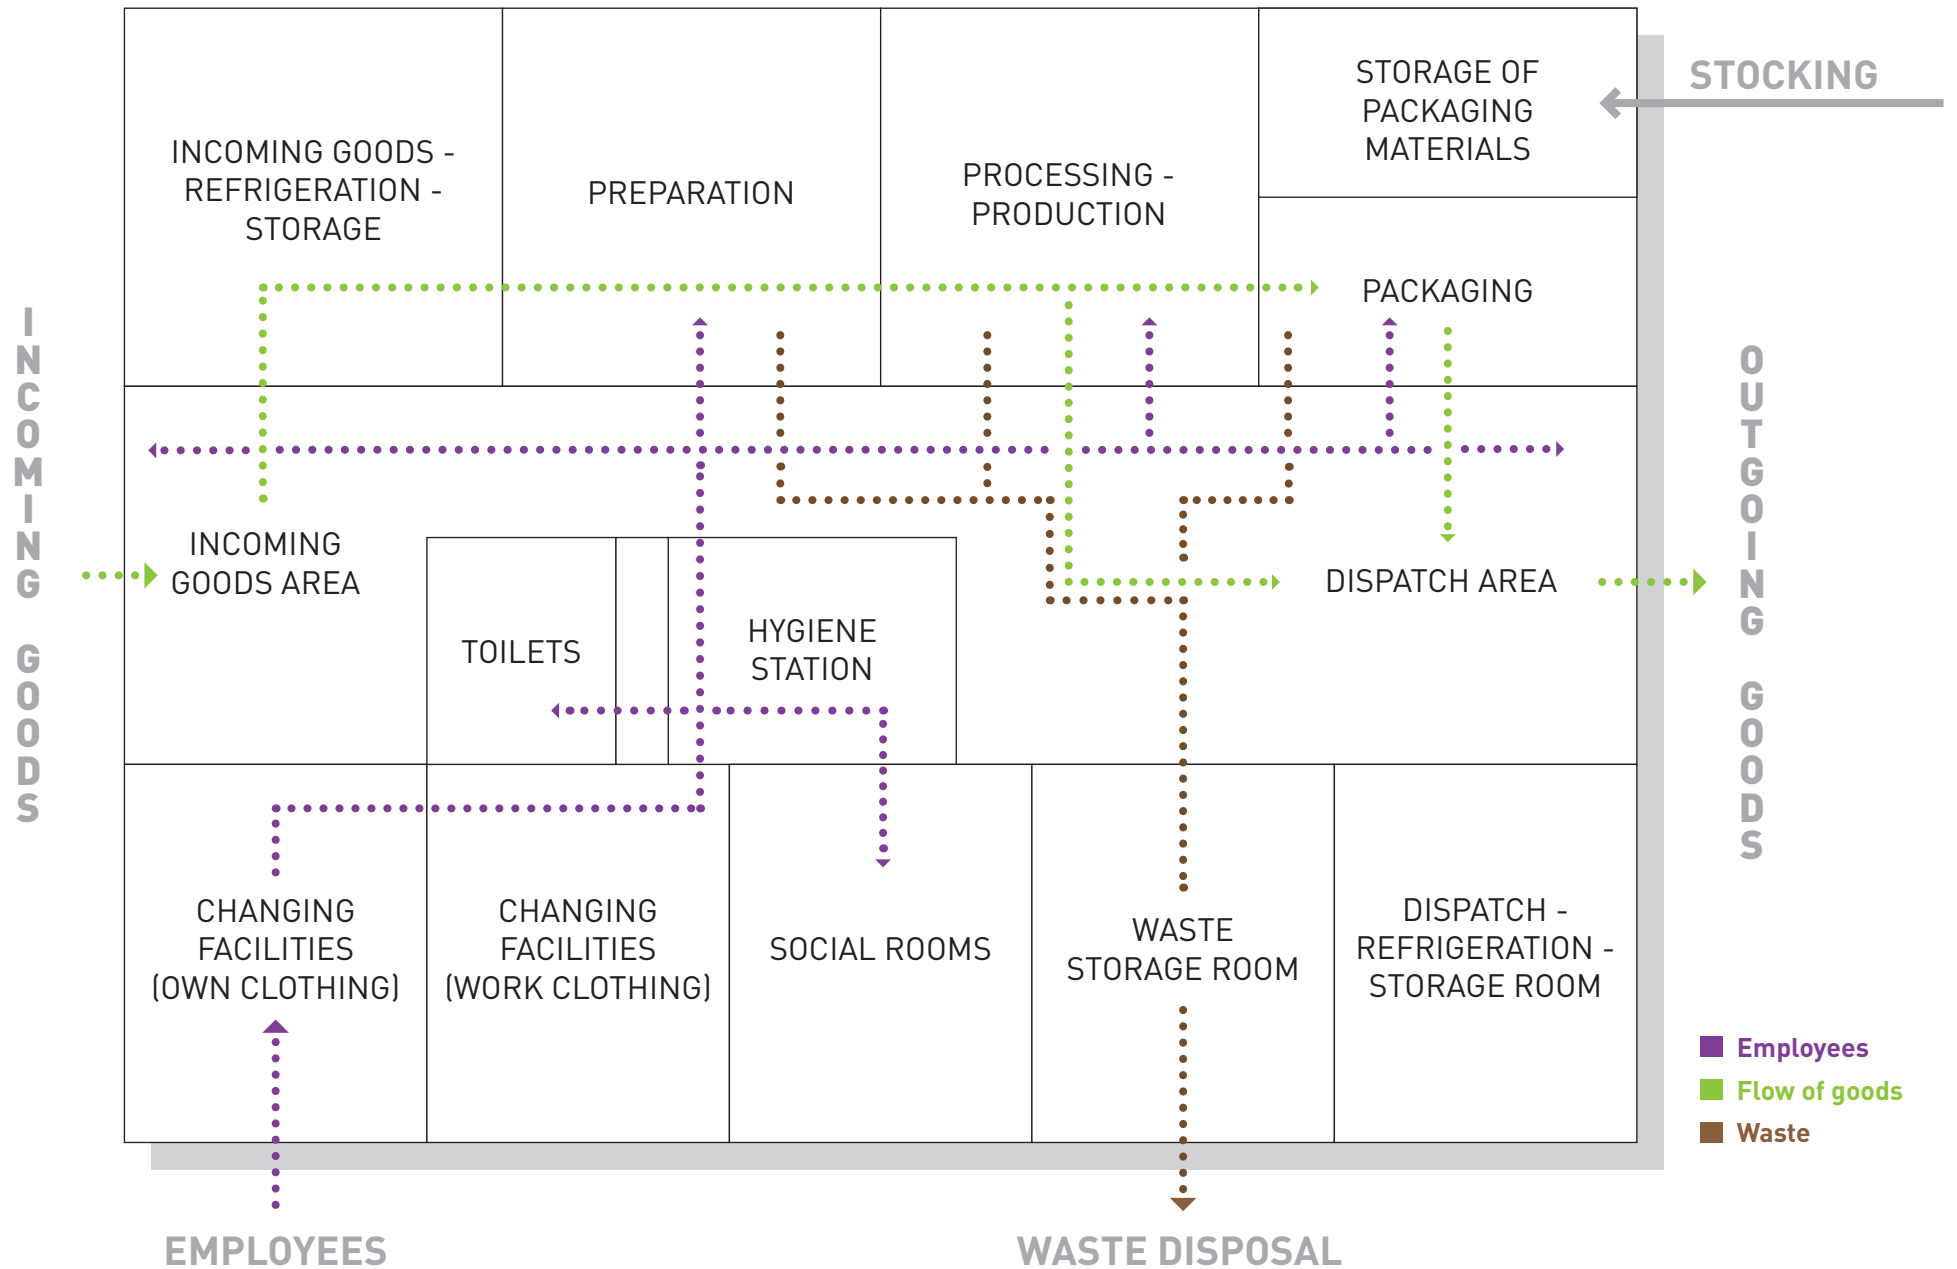 STORAGE OF
PACKAGING
MATERIALS
STOCKING
INCOMING GOODS -
REFRIGERATION -
STORAGE
PREPARATION
PROCESSING -
PRODUCTION
PACKAGING
INCOMING GOODS
OUTGOING GOODS
INCOMING
GOODS AREA
DISPATCH AREA
TOILETS
HYGIENE
STATION
CHANGING
FACILITIES
(OWN CLOTHING)
CHANGING
FACILITIES
(WORK CLOTHING)
SOCIAL ROOMS
WASTE
STORAGE ROOM
DISPATCH -
REFRIGERATION -
STORAGE ROOM
Employees
Flow of goods
Waste
EMPLOYEES
WASTE DISPOSAL